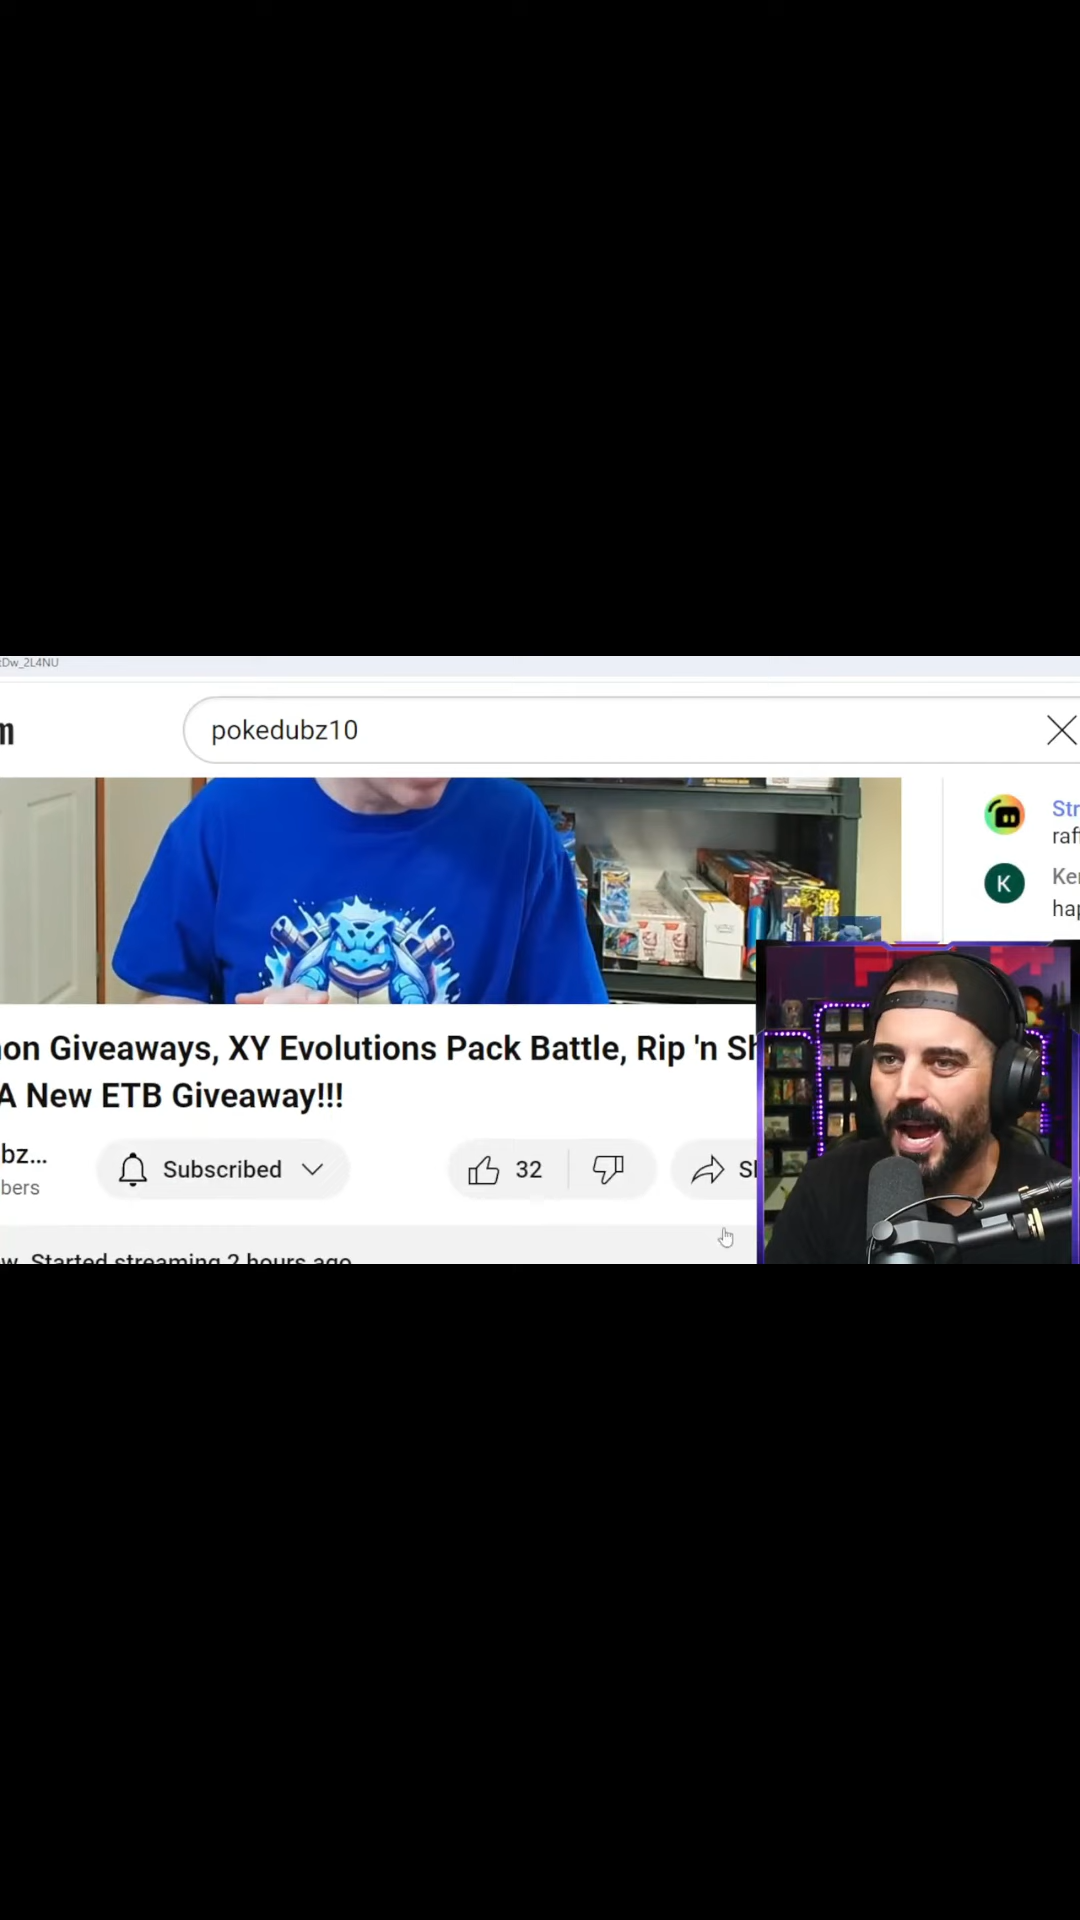 tDw_2L4NU
pokedubz10
Str
raf
Ke
hap
K
on Giveaways, XY Evolutions Pack Battle, Rip 'n Sh
A New ETB Giveaway!!!
bz...
bers
Subscribed
32
Sh
w Started streaming 2 hours ago